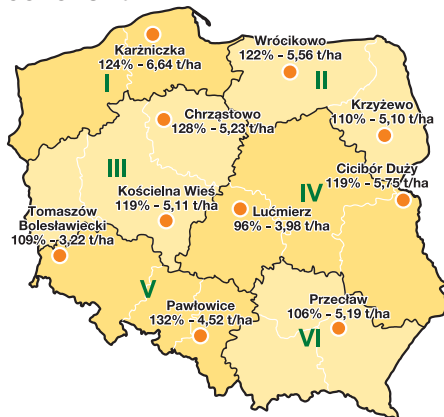 Karżniczka
124% - 6,64 t/ha
I
Wrócikowo
122% - 5,56 t/ha
II
Krzyżewo
110% - 5,10 t/ha
Chrząstowo
128% - 5,23 t/ha
III
Cicibór Duży
119% - 5,75 t/ha
IV
Kościelna Wieś
119% - 5,11 t/ha
Lućmierz
96% - 3,98 t/ha
Tomaszów
Bolesławiecki
109% - 3,22 t/ha
V
Pawłowice
132% - 4,52 t/ha
Przecław
106% - 5,19 t/ha
VI